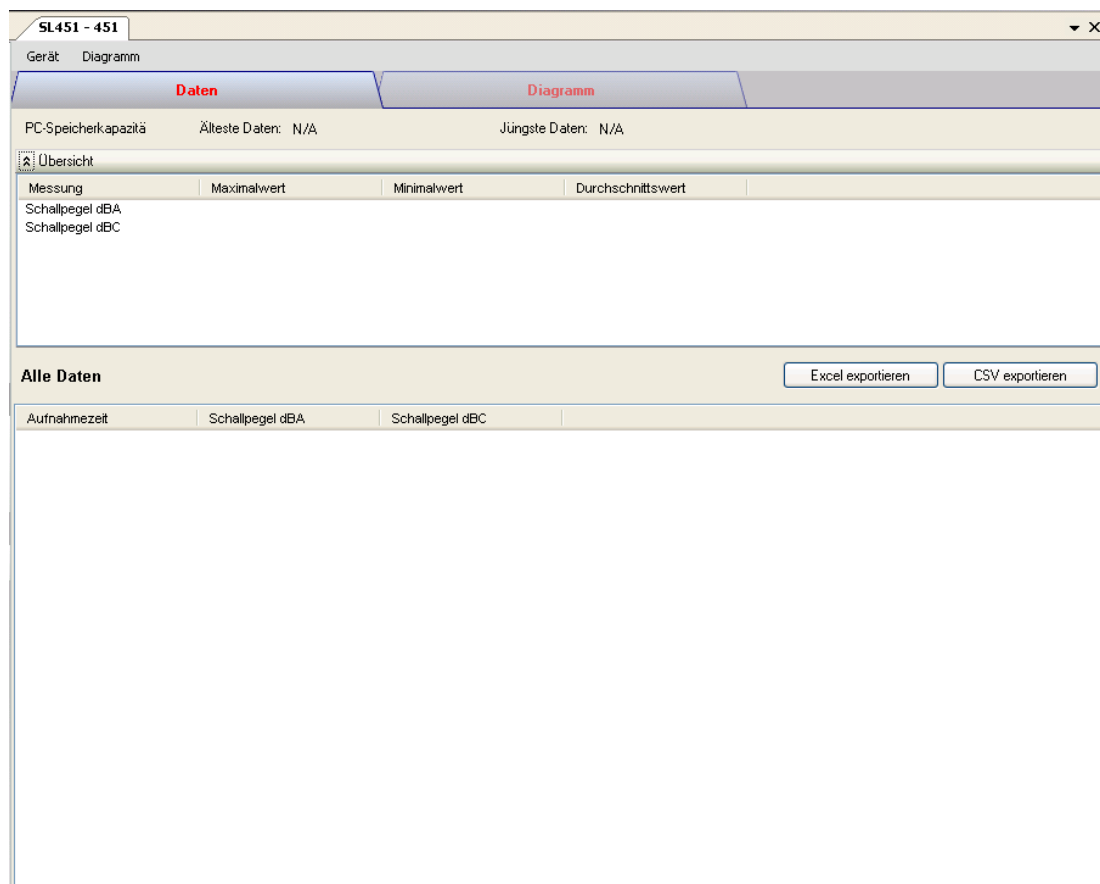 SL451 - 451
Gerät Diagramm
Daten Diagramm
PC-Speicherkapazitä Älteste Daten: N/A Jüngste Daten: N/A
Übersicht
Messung Maximalwert Minimalwert Durchschnittswert
Schallpegel dBA
Schallpegel dBC
Alle Daten Excel exportieren CSV exportieren
Aufnahmezeit Schallpegel dBA Schallpegel dBC